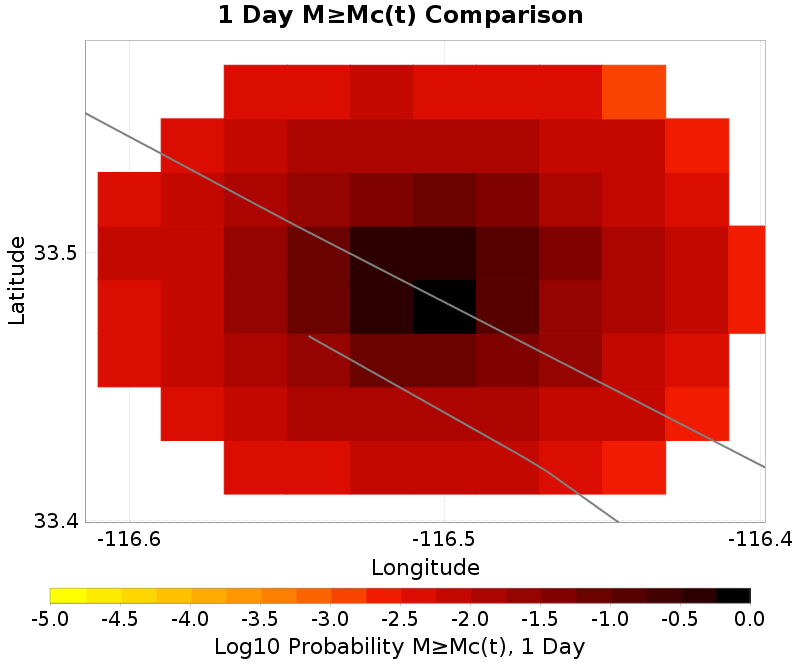 1 Day M≥Mc(t) Comparison
Latitude
33.5
33.4
-116.6 -116.5 -116.4
Longitude
-5.0 -4.5 -4.0 -3.5 -3.0 -2.5 -2.0 -1.5 -1.0 -0.5 0.0
Log10 Probability M≥Mc(t), 1 Day